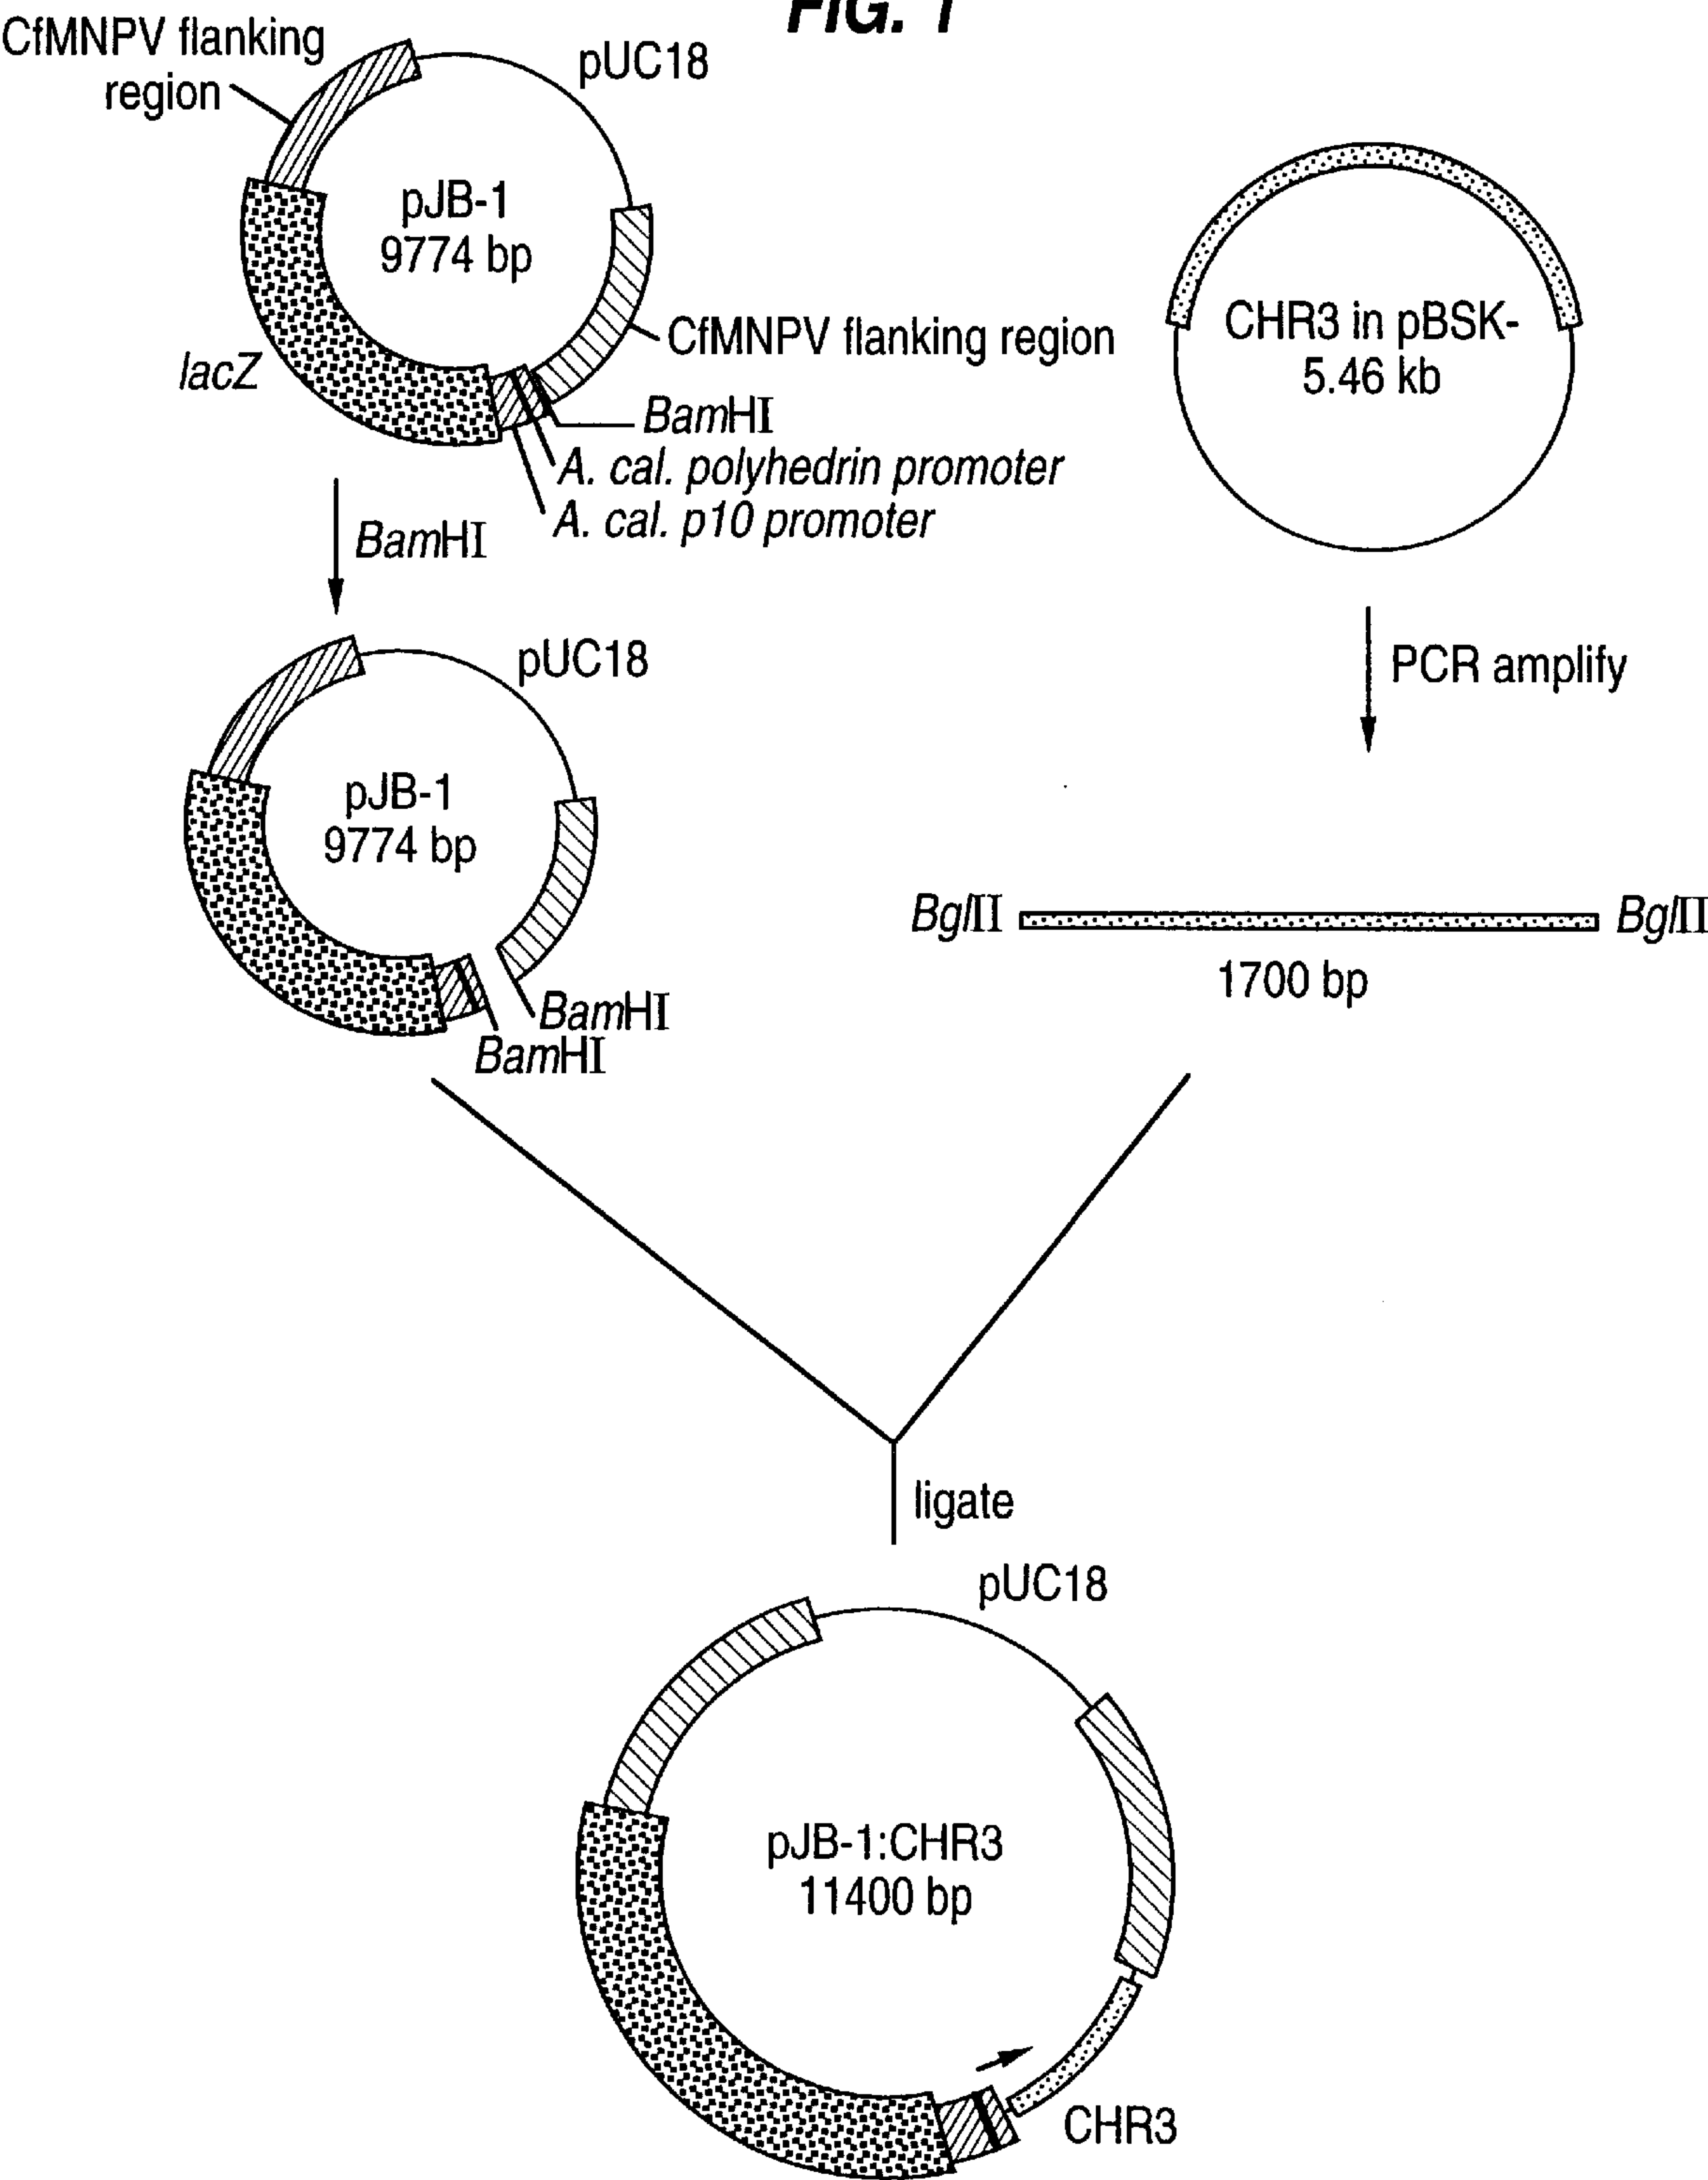 FIG. 1
CfMNPV flanking
region
pUC18
pJB-1
9774 bp
CfMNPV flanking region
lacZ
BamHI
A. cal. polyhedrin promoter
A. cal. p10 promoter
BamHI
CHR3 in pBSK-
5.46 kb
PCR amplify
pUC18
pJB-1
9774 bp
BamHI
BamHI
BglII
BglII
1700 bp
ligate
pUC18
pJB-1:CHR3
11400 bp
CHR3